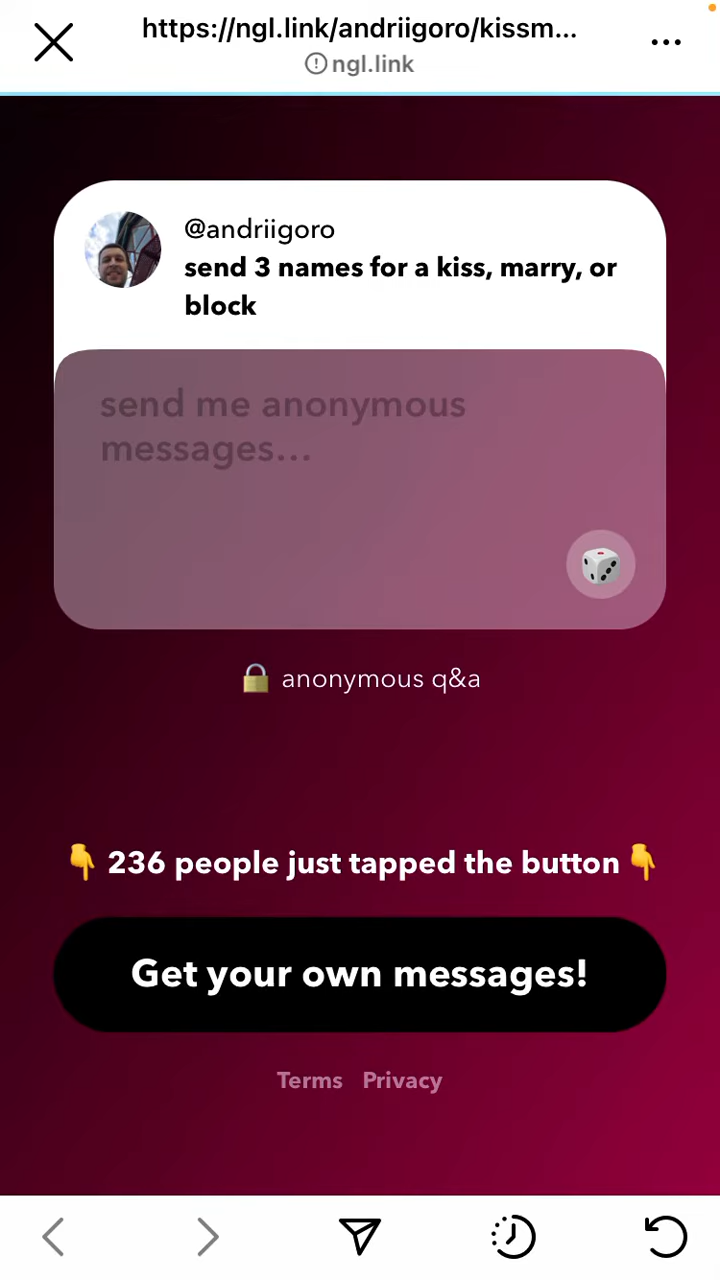 https://ngl.link/andriigoro/kissm...
ngl.link
@andriigoro
send 3 names for a kiss, marry, or
block
send me anonymous
messages...
🔒 anonymous q&a
👇 236 people just tapped the button 👇
Get your own messages!
Terms Privacy